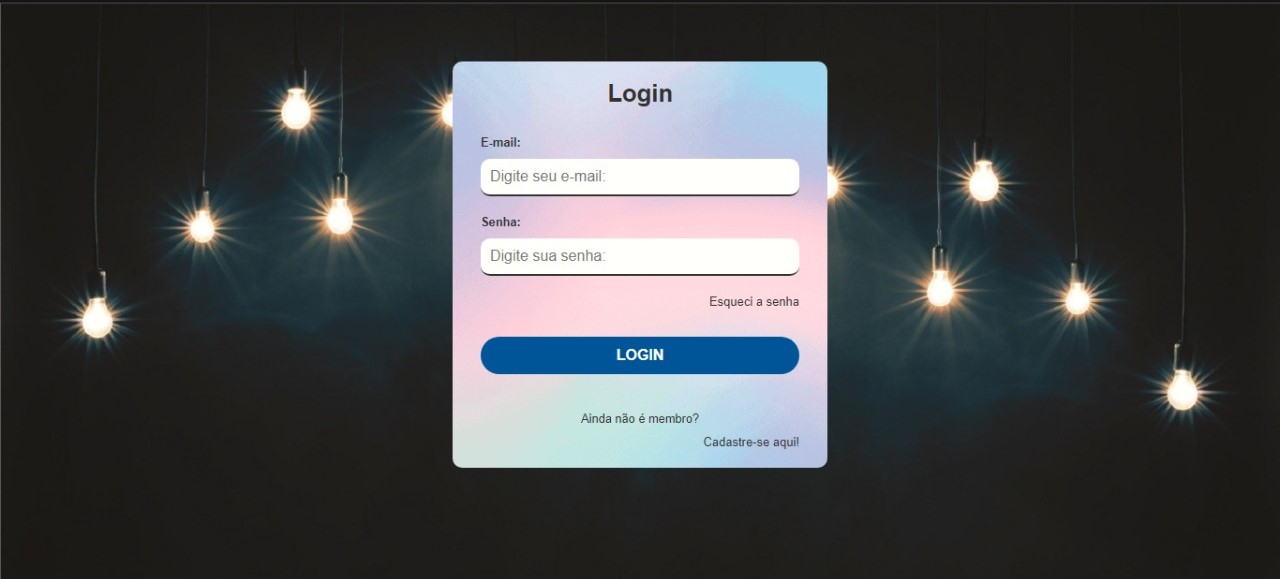 Login
E-mail:
Digite seu e-mail:
Senha:
Digite sua senha:
Esqueci a senha
LOGIN
Ainda não é membro?
Cadastre-se aqui!